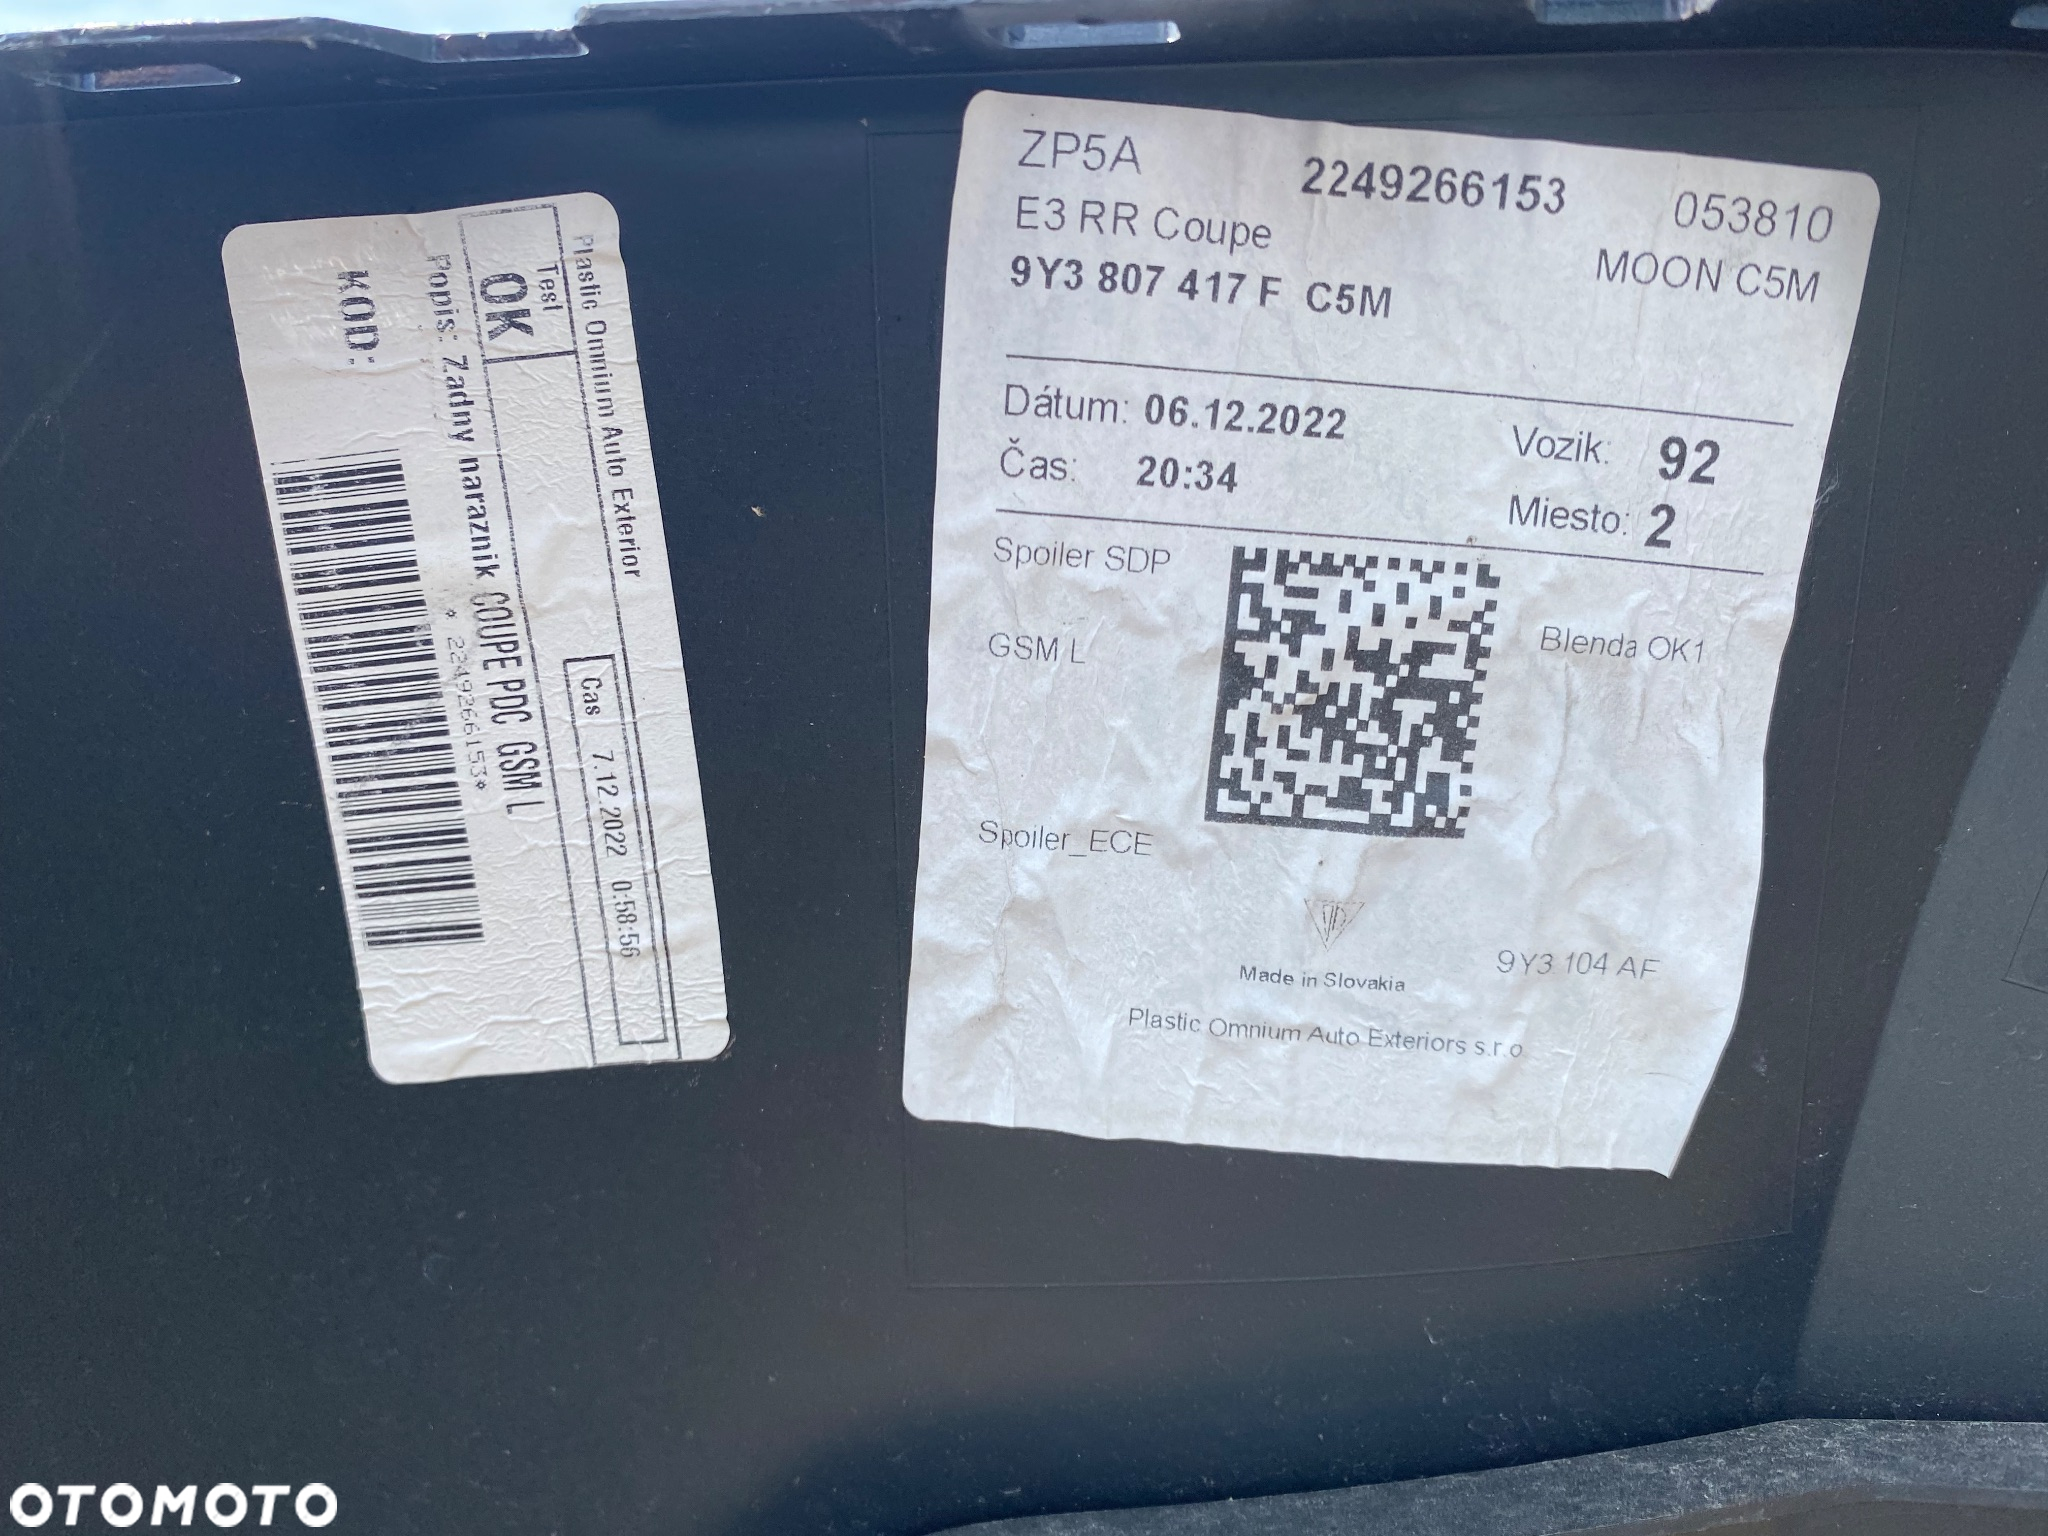 Plastic Omnium Auto Exterior
Test
OK
Cas 7.12.2022 0:58:56
Popis: Zadny naraznik COUPE PDC GSM L
KOD:
* 2249266153*
ZP5A
2249266153
053810
E3 RR Coupe
MOON C5M
9Y3 807 417 F C5M
Dátum: 06.12.2022
Vozik: 92
Čas: 20:34
Miesto: 2
Spoiler SDP
GSM L
Blenda OK1
Spoiler_ECE
9Y3 104 AF
Made in Slovakia
Plastic Omnium Auto Exteriors s.r.o
OTOMOTO